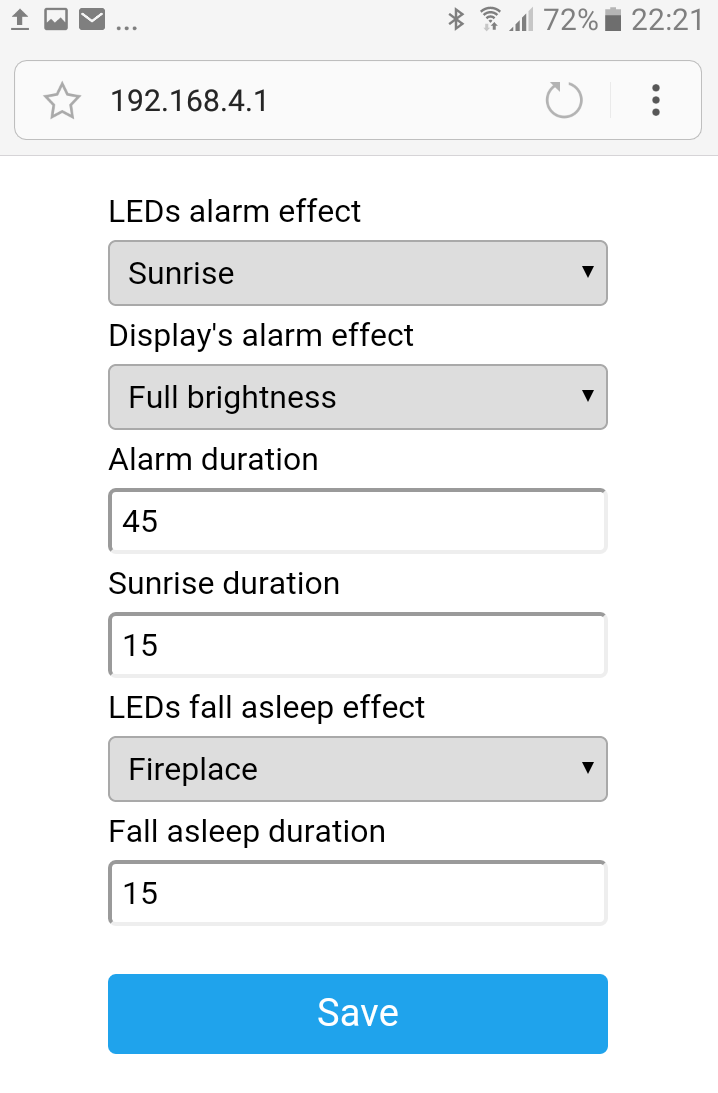 ... 72% 22:21
192.168.4.1
LEDs alarm effect
Sunrise
Display's alarm effect
Full brightness
Alarm duration
45
Sunrise duration
15
LEDs fall asleep effect
Fireplace
Fall asleep duration
15
Save